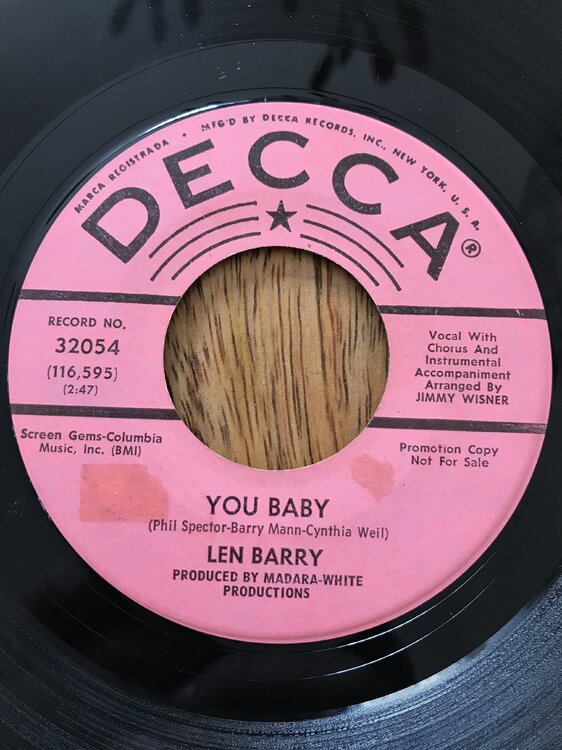 MARCA REGISTRADA • MFG'D BY DECCA RECORDS, INC., NEW YORK, U. S. A.
DECCA®
RECORD NO.
32054
(116,595)
(2:47)
Vocal With
Chorus And
Instrumental
Accompaniment
Arranged By
JIMMY WISNER
Screen Gems-Columbia
Music, Inc. (BMI)
Promotion Copy
Not For Sale
YOU BABY
(Phil Spector-Barry Mann-Cynthia Weil)
LEN BARRY
PRODUCED BY MADARA-WHITE
PRODUCTIONS